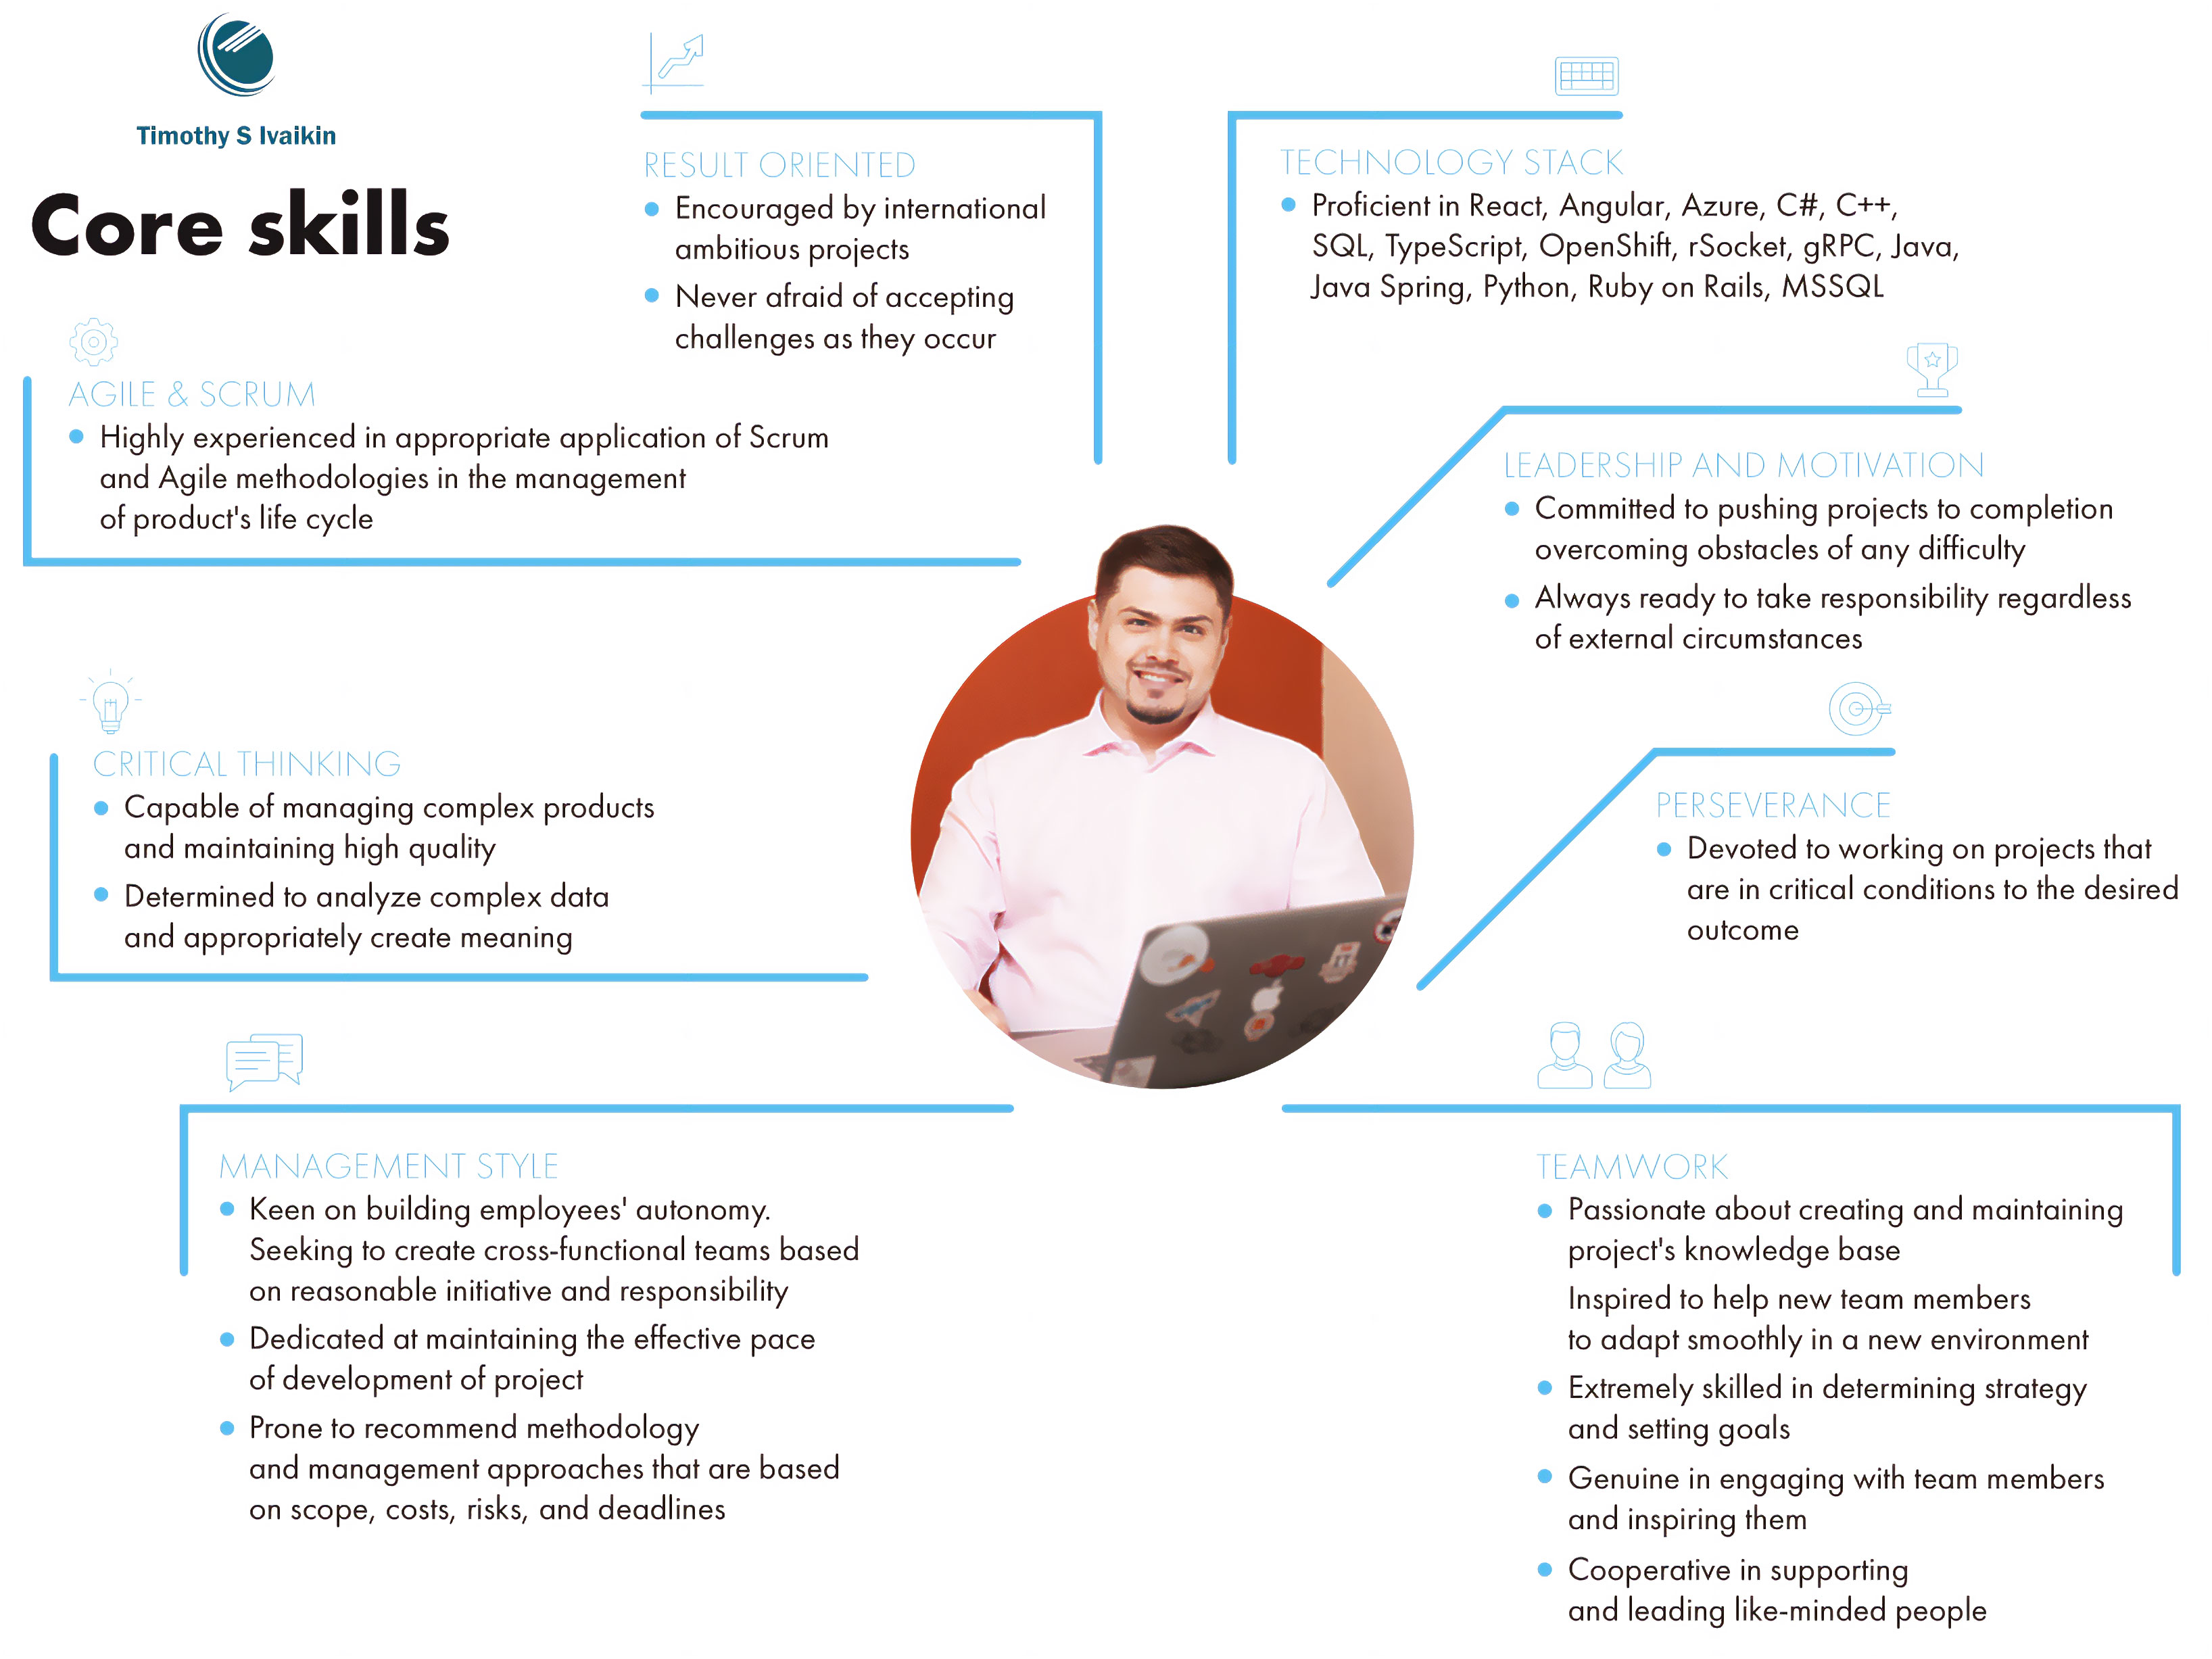 Timothy S Ivaikin
Core skills
RESULT ORIENTED
Encouraged by international
ambitious projects
Never afraid of accepting
challenges as they occur
TECHNOLOGY STACK
Proficient in React, Angular, Azure, C#, C++,
SQL, TypeScript, OpenShift, rSocket, gRPC, Java,
Java Spring, Python, Ruby on Rails, MSSQL
AGILE & SCRUM
Highly experienced in appropriate application of Scrum
and Agile methodologies in the management
of product's life cycle
LEADERSHIP AND MOTIVATION
Committed to pushing projects to completion
overcoming obstacles of any difficulty
Always ready to take responsibility regardless
of external circumstances
CRITICAL THINKING
Capable of managing complex products
and maintaining high quality
Determined to analyze complex data
and appropriately create meaning
PERSEVERANCE
Devoted to working on projects that
are in critical conditions to the desired
outcome
MANAGEMENT STYLE
Keen on building employees' autonomy.
Seeking to create cross-functional teams based
on reasonable initiative and responsibility
Dedicated at maintaining the effective pace
of development of project
Prone to recommend methodology
and management approaches that are based
on scope, costs, risks, and deadlines
TEAMWORK
Passionate about creating and maintaining
project's knowledge base
Inspired to help new team members
to adapt smoothly in a new environment
Extremely skilled in determining strategy
and setting goals
Genuine in engaging with team members
and inspiring them
Cooperative in supporting
and leading like-minded people